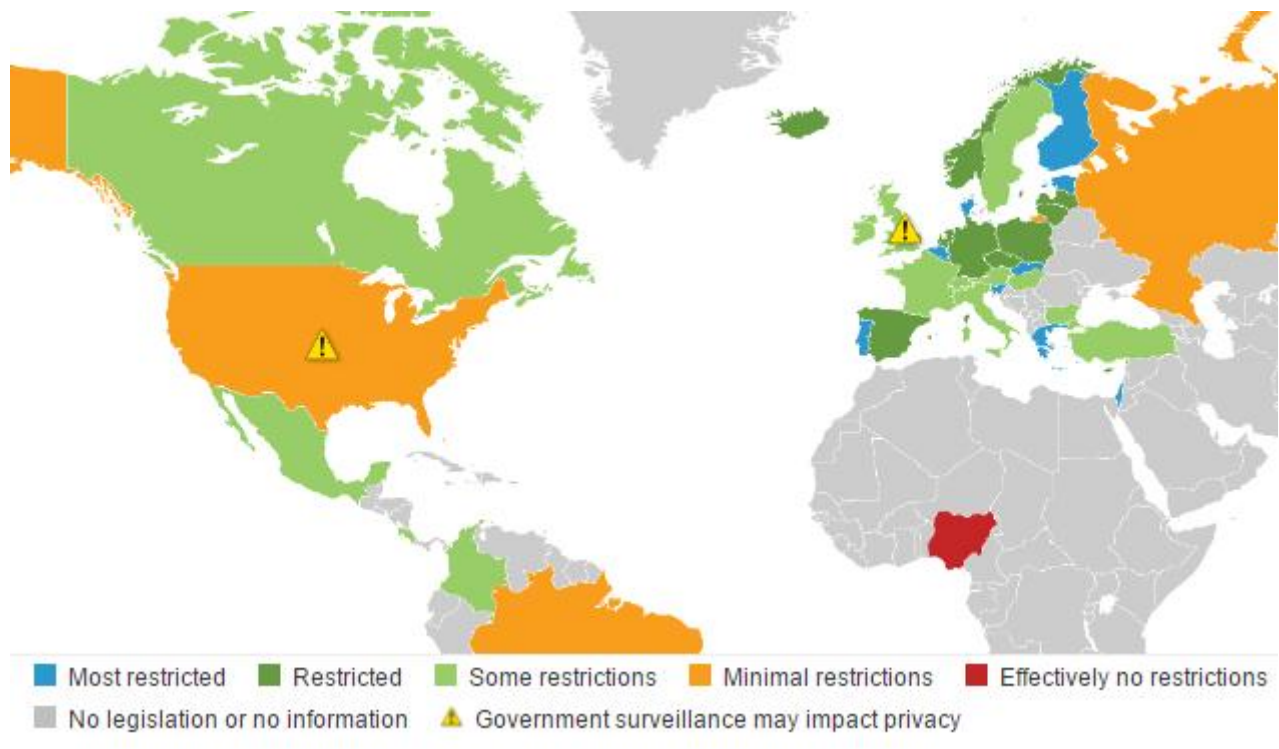 Most restricted Restricted Some restrictions Minimal restrictions Effectively no restrictions
No legislation or no information Government surveillance may impact privacy